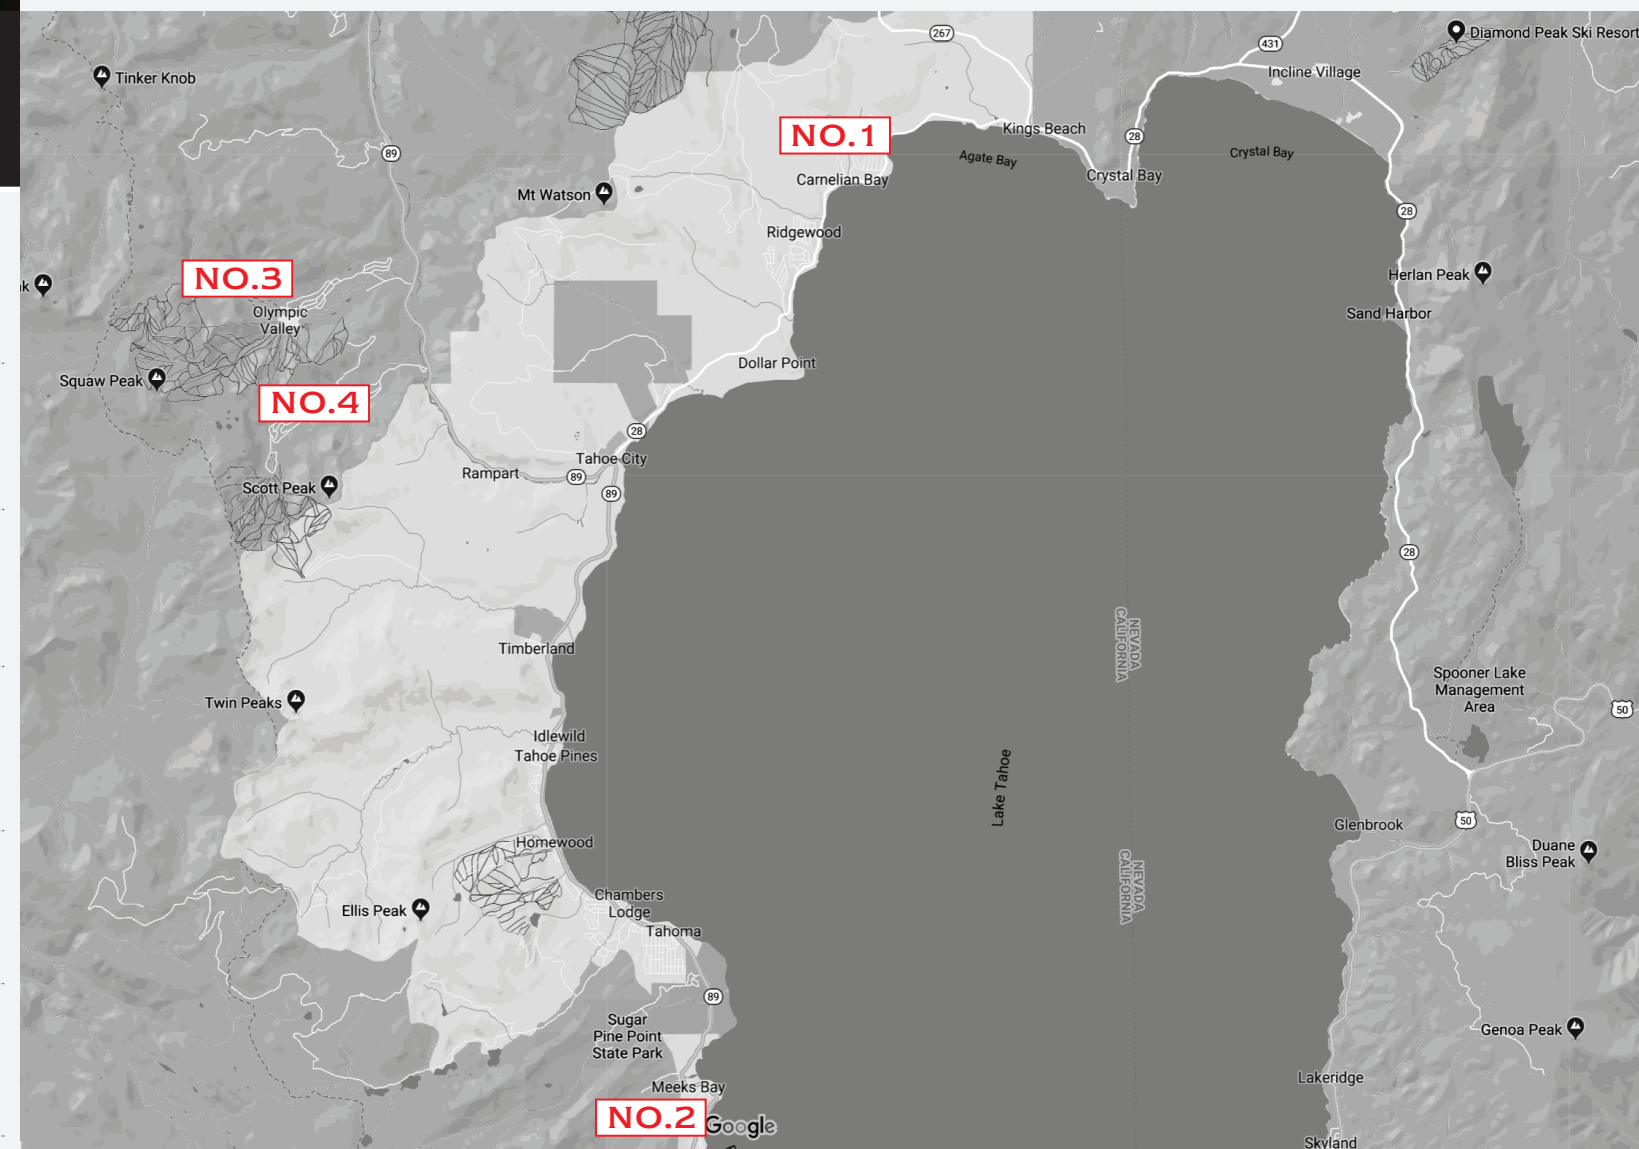 267
Diamond Peak Ski Resort
431
Incline Village
Tinker Knob
NO.1
Kings Beach
28
89
Agate Bay
Crystal Bay
Carnelian Bay
Crystal Bay
Mt Watson
28
Ridgewood
NO.3
Herlan Peak
k
Olympic
Valley
Sand Harbor
Dollar Point
Squaw Peak
NO.4
28
Tahoe City
Rampart
89
89
Scott Peak
28
NEVADA
CALIFORNIA
Timberland
Spooner Lake
Management
Area
Twin Peaks
50
Idlewild
Tahoe Pines
Lake Tahoe
50
Glenbrook
Homewood
Duane
Bliss Peak
NEVADA
CALIFORNIA
Chambers
Lodge
Ellis Peak
Tahoma
89
Sugar
Pine Point
State Park
Genoa Peak
Lakeridge
Meeks Bay
NO.2
Google
Skyland